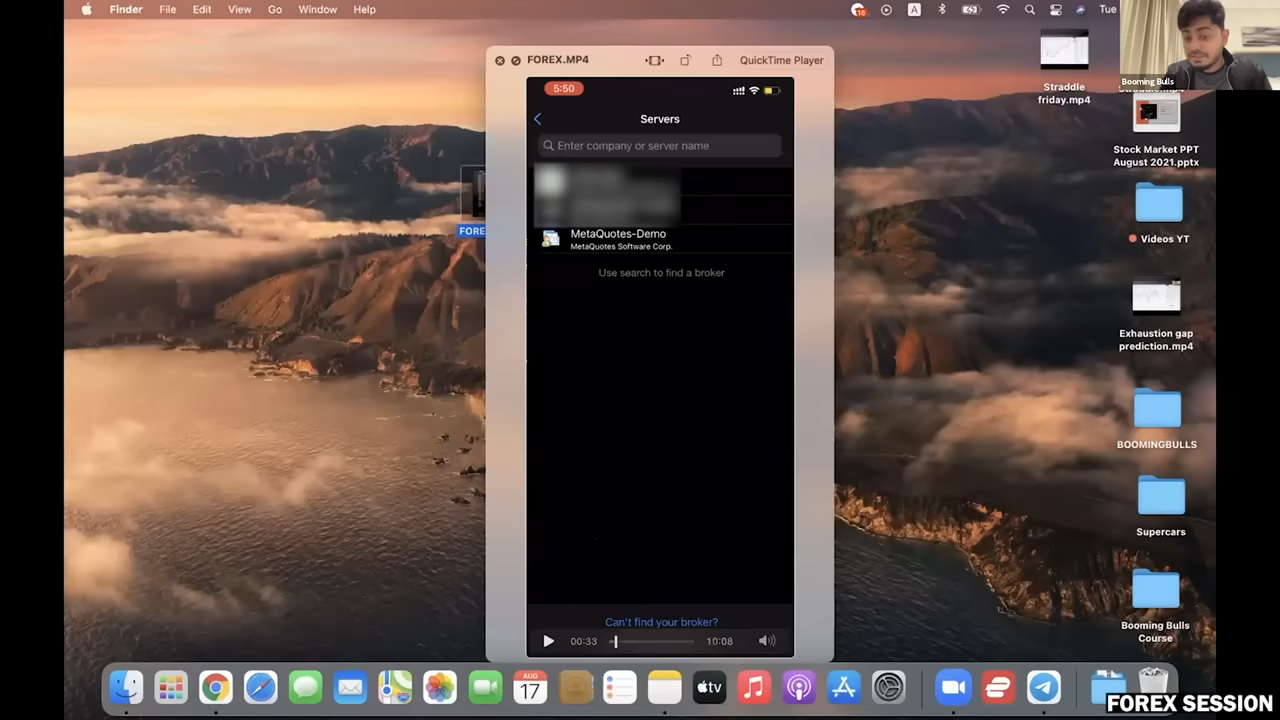 Finder File Edit View Go Window Help
A
Tue
FOREX.MP4
QuickTime Player
5:50
Servers
Enter company or server name
MetaQuotes-Demo
MetaQuotes Software Corp.
Use search to find a broker
Can't find your broker?
00:33
10:08
FORE
Booming Bulls
Straddle
friday.mp4
Stock Market PPT
August 2021.pptx
Videos YT
Exhaustion gap
prediction.mp4
BOOMINGBULLS
Supercars
Booming Bulls
Course
AUG
17
tv
FOREX SESSION